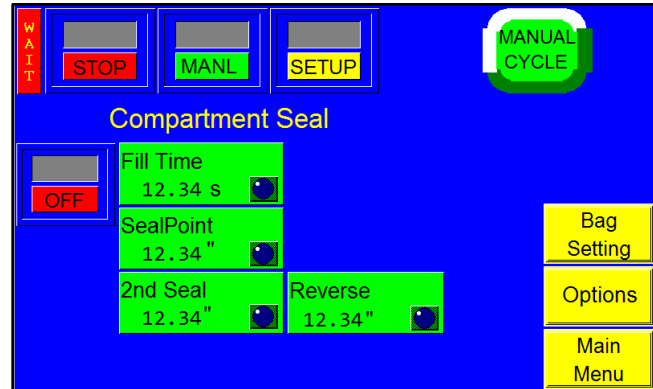 WAIT
STOP
MANL
SETUP
MANUAL
CYCLE
Compartment Seal
OFF
Fill Time
12.34 s
SealPoint
12.34"
2nd Seal
12.34"
Reverse
12.34"
Bag
Setting
Options
Main
Menu